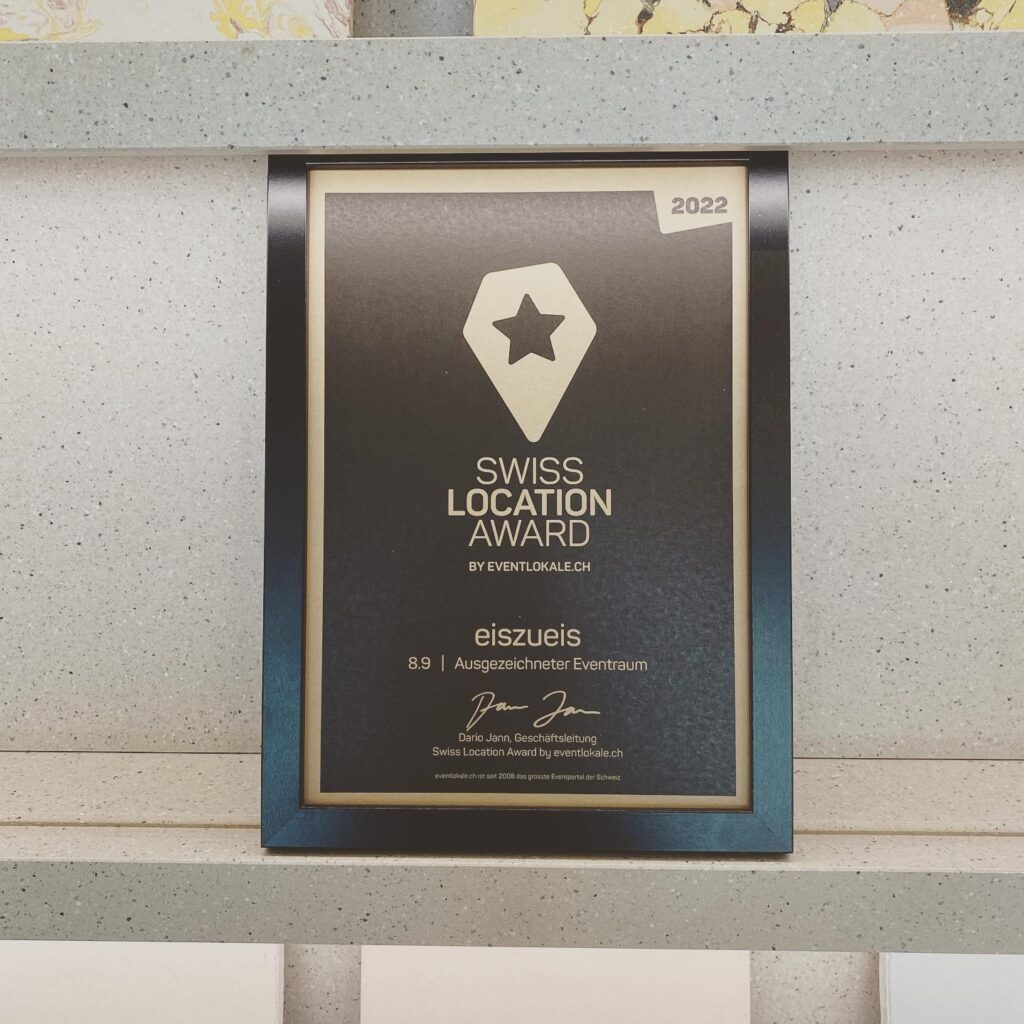 2022
SWISS
LOCATION
AWARD
BY EVENTLOKALE.CH
eiszueis
8.9 | Ausgezeichneter Eventraum
Dario Jann, Geschäftsleitung
Swiss Location Award by eventlokale.ch
eventlokale.ch ist seit 2008 das grösste Eventportal der Schweiz